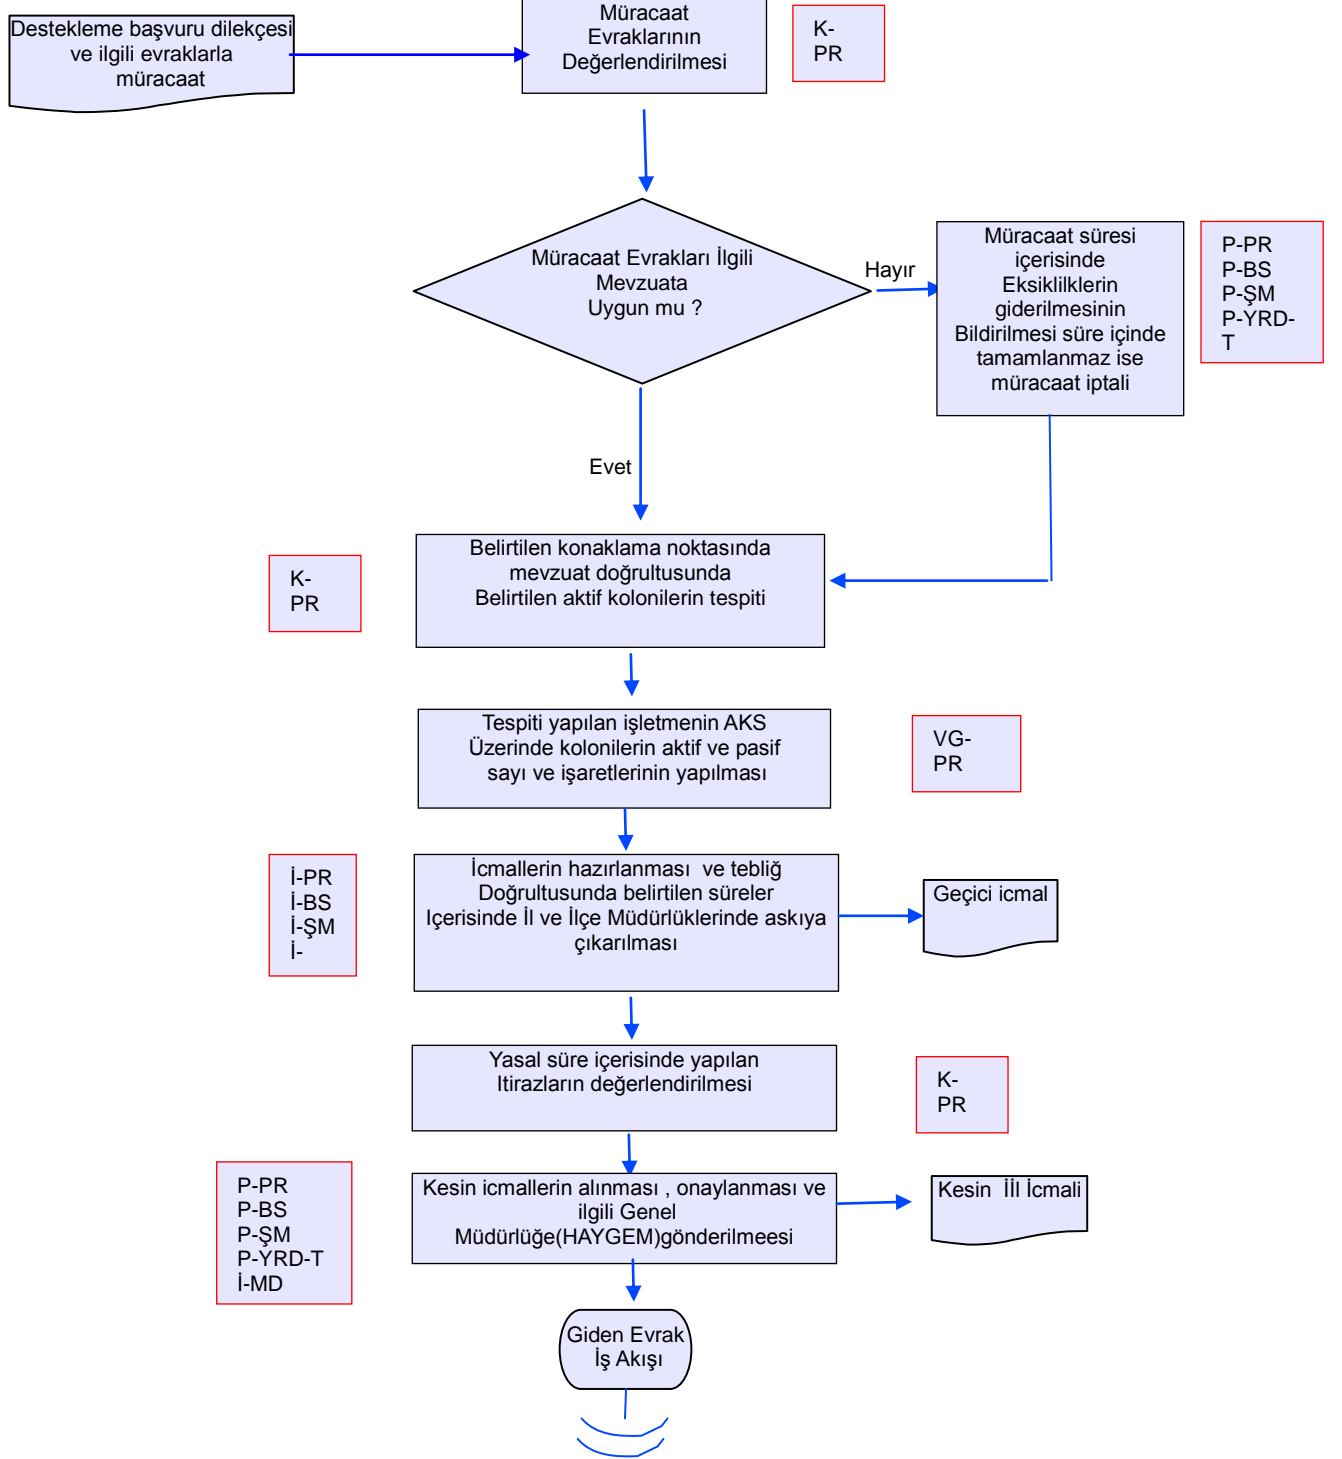 Destekleme başvuru dilekçesi
ve ilgili evraklarla
müracaat
Müracaat
Evraklarının
Değerlendirilmesi
K-
PR
Müracaat Evrakları İlgili
Mevzuata
Uygun mu ?
Hayır
Müracaat süresi
içerisinde
Eksiklilklerin
giderilmesinin
Bildirilmesi süre içinde
tamamlanmaz ise
müracaat iptali
P-PR
P-BS
P-ŞM
P-YRD-
T
Evet
K-
PR
Belirtilen konaklama noktasında
mevzuat doğrultusunda
Belirtilen aktif kolonilerin tespiti
Tespiti yapılan işletmenin AKS
Üzerinde kolonilerin aktif ve pasif
sayı ve işaretlerinin yapılması
VG-
PR
İ-PR
İ-BS
İ-ŞM
İ-
İcmallerin hazırlanması ve tebliğ
Doğrultusunda belirtilen süreler
Içerisinde İl ve İlçe Müdürlüklerinde askıya
çıkarılması
Geçici icmal
Yasal süre içerisinde yapılan
Itirazların değerlendirilmesi
K-
PR
P-PR
P-BS
P-ŞM
P-YRD-T
İ-MD
Kesin icmallerin alınması , onaylanması ve
ilgili Genel
Müdürlüğe(HAYGEM)gönderilmeesi
Kesin İİl İcmali
Giden Evrak
İş Akışı